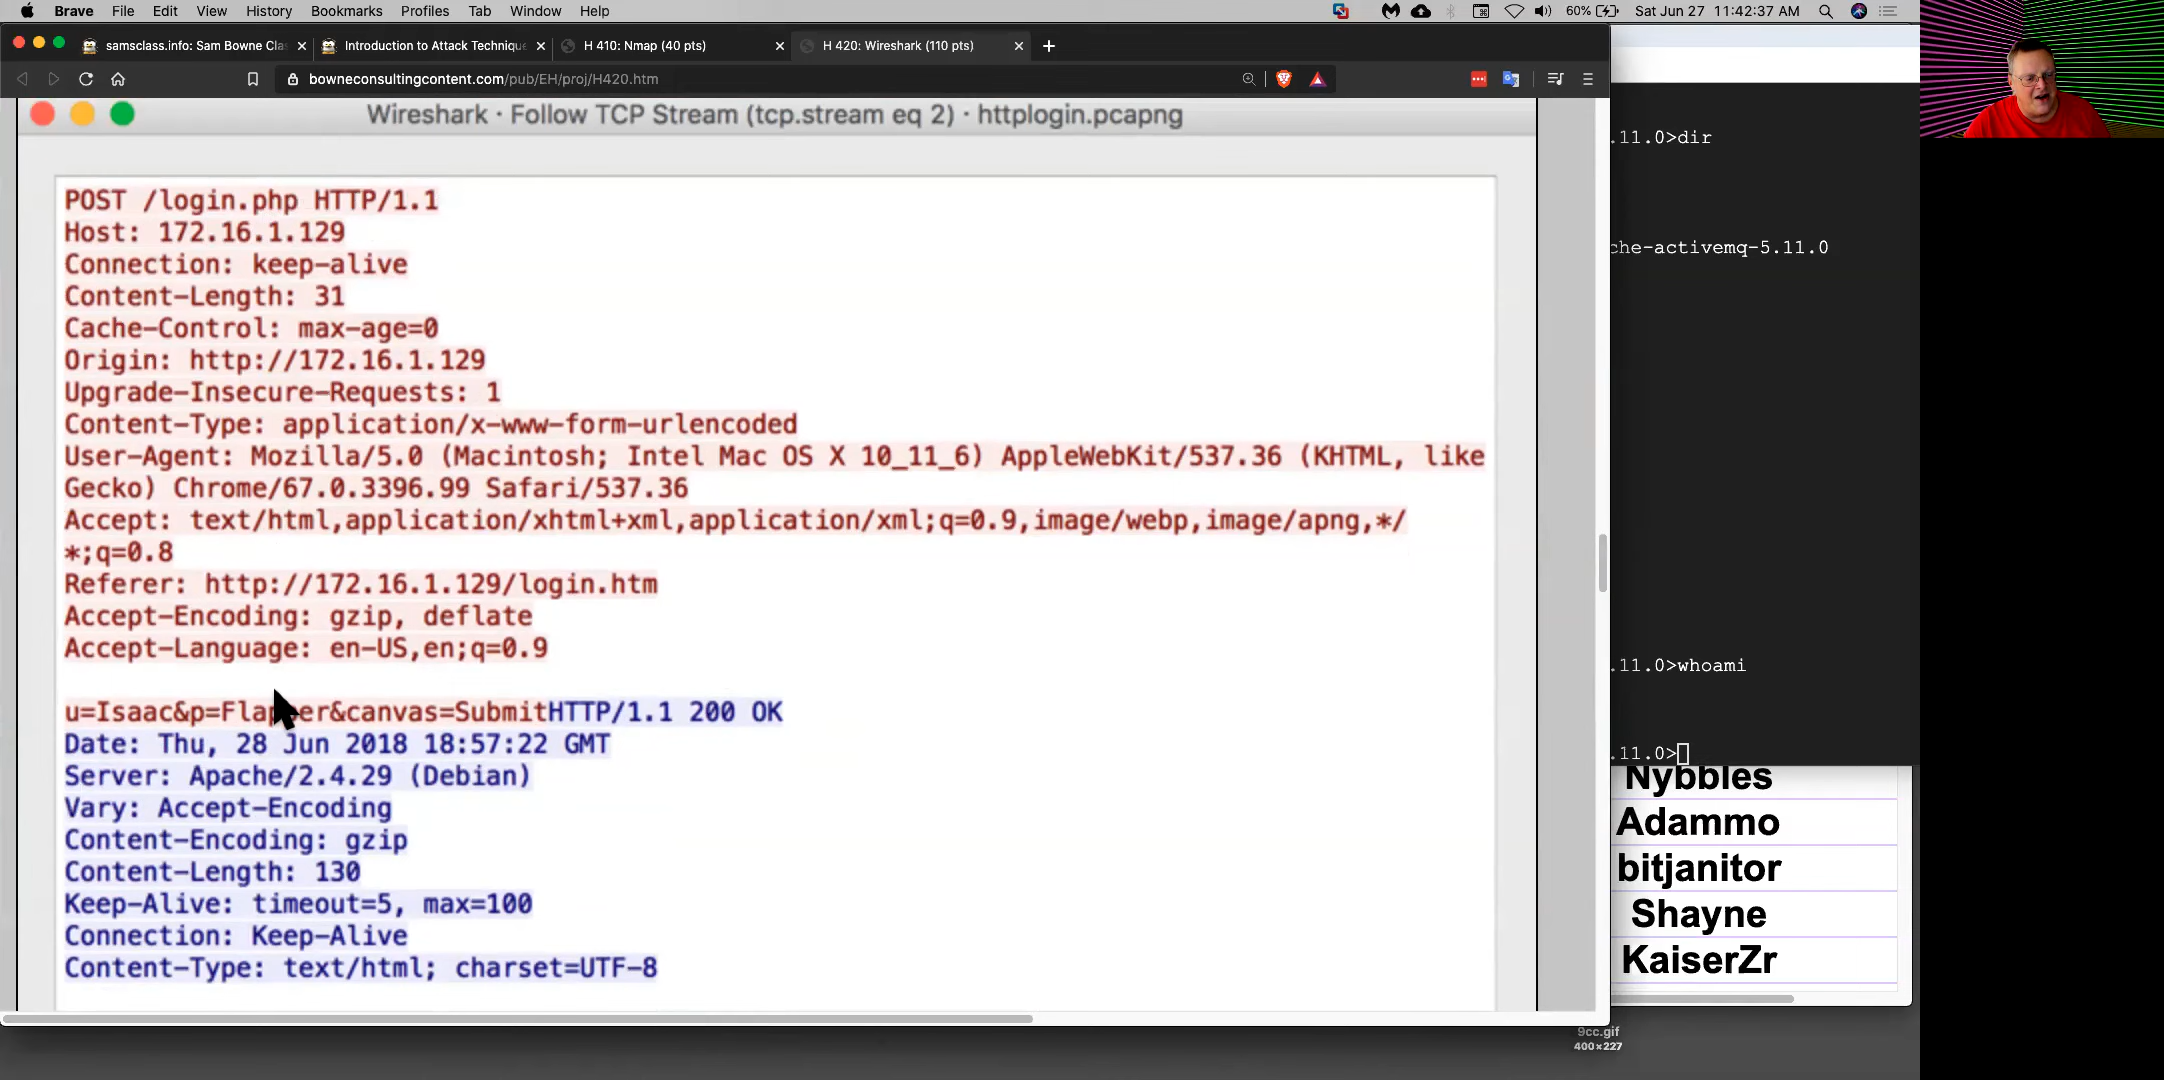 Brave File Edit View History Bookmarks Profiles Tab Window Help 60% Sat Jun 27 11:42:37 AM
samsclass.info: Sam Bowne Clas
Introduction to Attack Technique
H 410: Nmap (40 pts)
H 420: Wireshark (110 pts)
bowneconsultingcontent.com/pub/EH/proj/H420.htm
Wireshark · Follow TCP Stream (tcp.stream eq 2) · httplogin.pcapng
POST /login.php HTTP/1.1
Host: 172.16.1.129
Connection: keep-alive
Content-Length: 31
Cache-Control: max-age=0
Origin: http://172.16.1.129
Upgrade-Insecure-Requests: 1
Content-Type: application/x-www-form-urlencoded
User-Agent: Mozilla/5.0 (Macintosh; Intel Mac OS X 10_11_6) AppleWebKit/537.36 (KHTML, like
Gecko) Chrome/67.0.3396.99 Safari/537.36
Accept: text/html,application/xhtml+xml,application/xml;q=0.9,image/webp,image/apng,*/
*;q=0.8
Referer: http://172.16.1.129/login.htm
Accept-Encoding: gzip, deflate
Accept-Language: en-US,en;q=0.9
u=Isaac&p=Flapper&canvas=SubmitHTTP/1.1 200 OK
Date: Thu, 28 Jun 2018 18:57:22 GMT
Server: Apache/2.4.29 (Debian)
Vary: Accept-Encoding
Content-Encoding: gzip
Content-Length: 130
Keep-Alive: timeout=5, max=100
Connection: Keep-Alive
Content-Type: text/html; charset=UTF-8
.11.0>dir
che-activemq-5.11.0
.11.0>whoami
.11.0>
Nybbles
Adammo
bitjanitor
Shayne
KaiserZr
9cc.gif
400×227